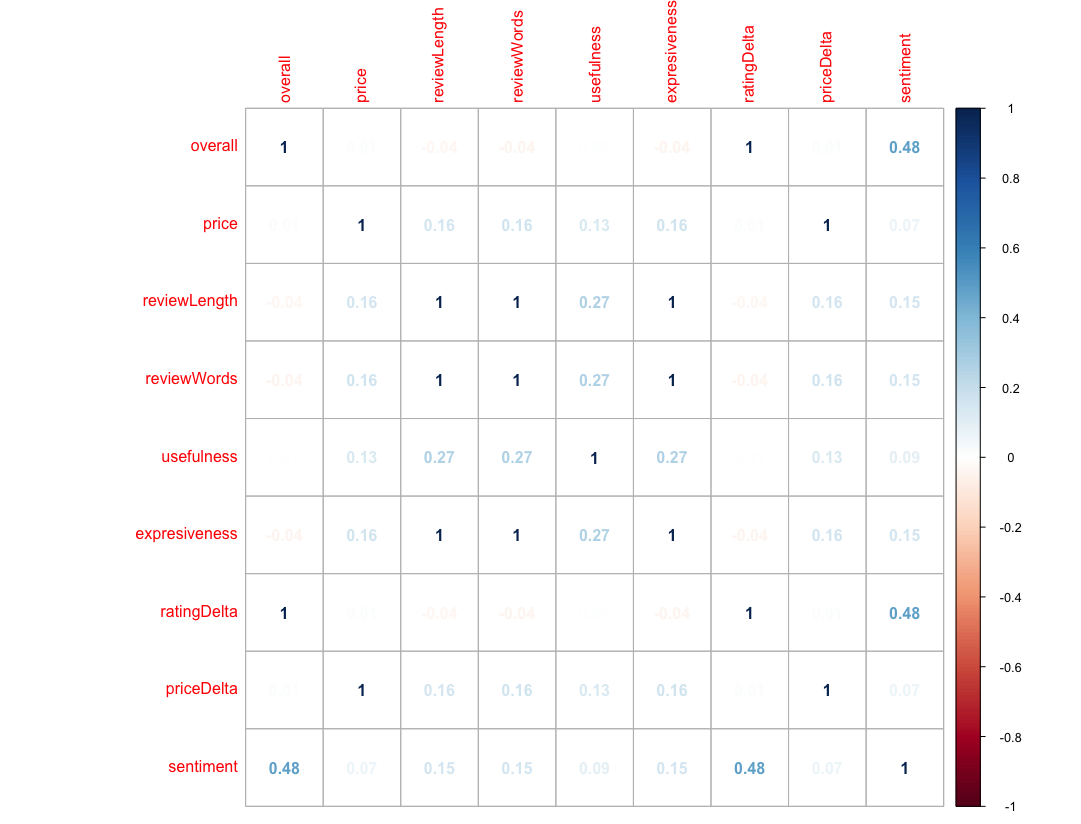 overall price reviewLength reviewWords usefulness expresiveness ratingDelta priceDelta sentiment
overall 1 0.01 -0.04 -0.04 -0.04 1 0.01 0.48
price 0.01 1 0.16 0.16 0.13 0.16 0.01 1 0.07
reviewLength -0.04 0.16 1 1 0.27 1 -0.04 0.16 0.15
reviewWords -0.04 0.16 1 1 0.27 1 -0.04 0.16 0.15
usefulness 0.13 0.27 0.27 1 0.27 0.13 0.09
expresiveness -0.04 0.16 1 1 0.27 1 -0.04 0.16 0.15
ratingDelta 1 0.01 -0.04 -0.04 -0.04 1 0.01 0.48
priceDelta 0.01 1 0.16 0.16 0.13 0.16 0.01 1 0.07
sentiment 0.48 0.07 0.15 0.15 0.09 0.15 0.48 0.07 1
1
0.8
0.6
0.4
0.2
0
-0.2
-0.4
-0.6
-0.8
-1